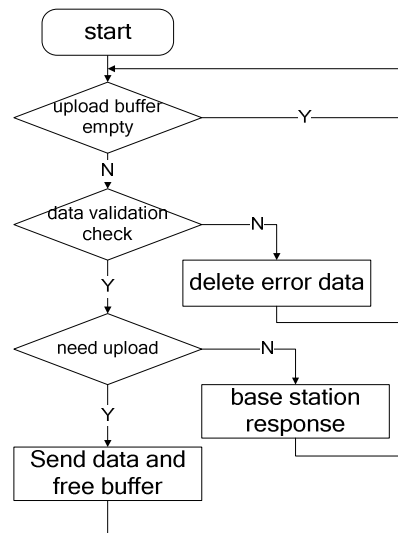 start
upload buffer
empty
Y
N
data validation
check
N
Y
delete error data
need upload
N
Y
base station
response
Send data and
free buffer